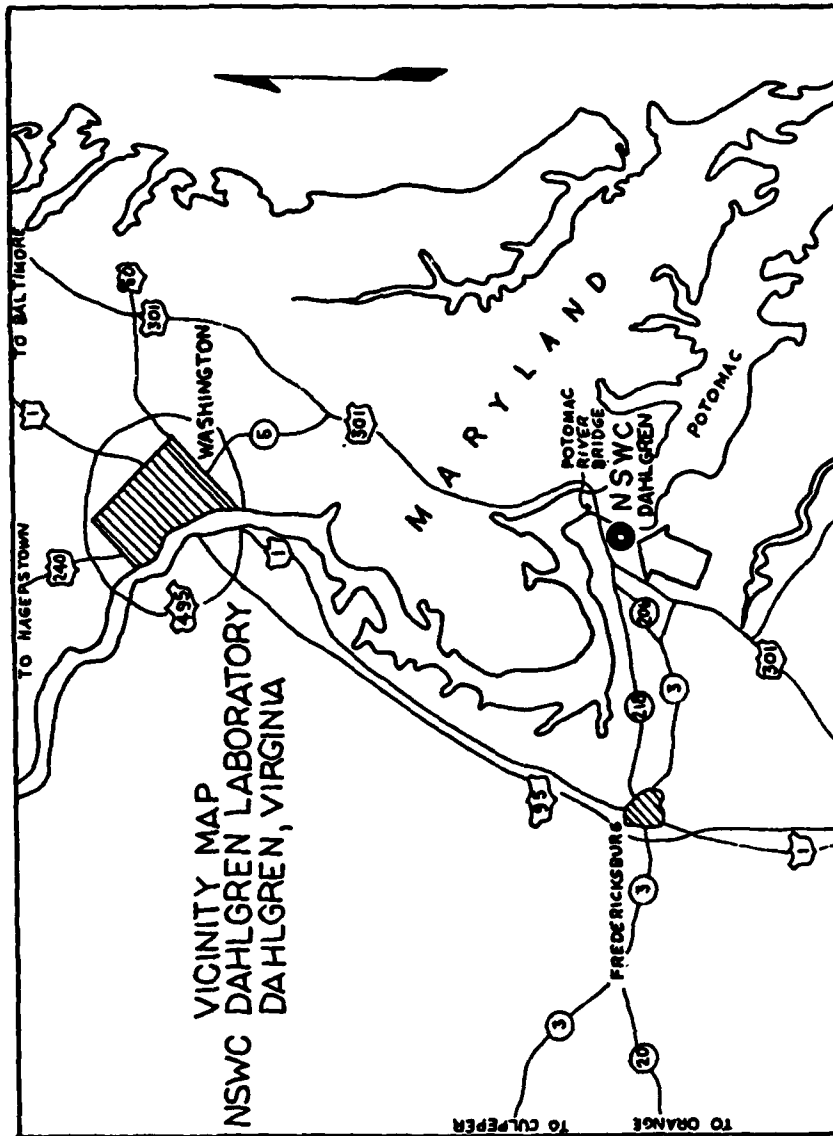 VICINITY MAP
NSWC DAHLGREN LABORATORY
DAHLGREN, VIRGINIA
TO HAGERSTOWN
TO BALTIMORE
240
1
50
301
495
WASHINGTON
5
1
301
MARYLAND
95
POTOMAC
RIVER
BRIDGE
NSWC
DAHLGREN
POTOMAC
206
218
3
301
FREDERICKSBURG
3
1
3
20
TO CULPEPER
TO ORANGE